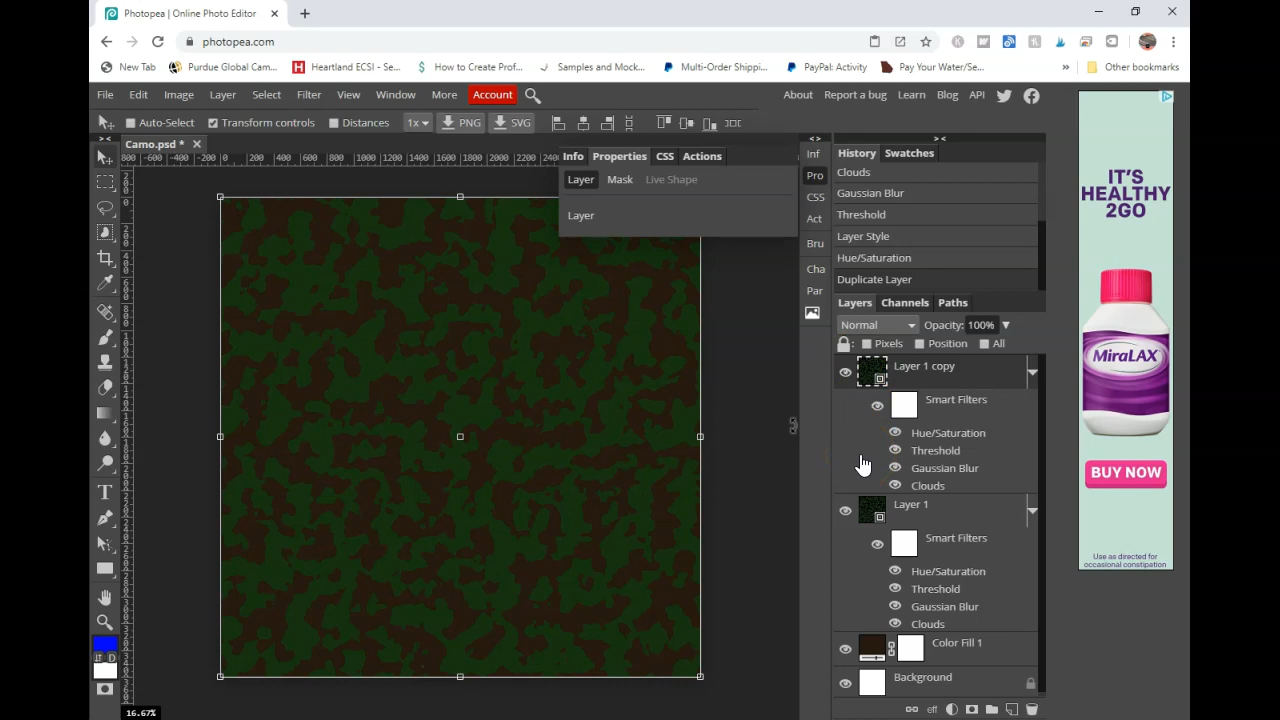 Photopea | Online Photo Editor
photopea.com
New Tab
Purdue Global Cam...
Heartland ECSI - Se...
How to Create Prof...
Samples and Mock...
Multi-Order Shippi...
PayPal: Activity
Pay Your Water/Se...
»
Other bookmarks
File Edit Image Layer Select Filter View Window More Account
About Report a bug Learn Blog API
Auto-Select Transform controls Distances 1x PNG SVG
Camo.psd *
Info Properties CSS Actions
Layer Mask Live Shape
Layer
Inf
Pro
CSS
Act
Bru
Cha
Par
History Swatches
Clouds
Gaussian Blur
Threshold
Layer Style
Hue/Saturation
Duplicate Layer
Layers Channels Paths
Normal Opacity: 100%
: Pixels Position All
Layer 1 copy
Smart Filters
Hue/Saturation
Threshold
Gaussian Blur
Clouds
Layer 1
Smart Filters
Hue/Saturation
Threshold
Gaussian Blur
Clouds
Color Fill 1
Background
eff
16.67%
IT'S
HEALTHY
2GO
MiraLAX
BUY NOW
Use as directed for
occasional constipation